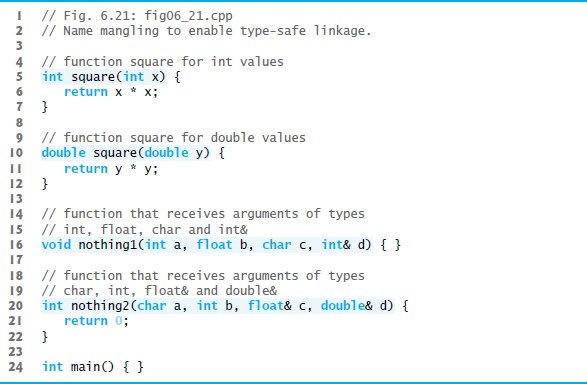 1 // Fig. 6.21: fig06_21.cpp
2 // Name mangling to enable type-safe linkage.
3
4 // function square for int values
5 int square(int x) {
6    return x * x;
7 }
8
9 // function square for double values
10 double square(double y) {
11    return y * y;
12 }
13
14 // function that receives arguments of types
15 // int, float, char and int&
16 void nothing1(int a, float b, char c, int& d) { }
17
18 // function that receives arguments of types
19 // char, int, float& and double&
20 int nothing2(char a, int b, float& c, double& d) {
21    return 0;
22 }
23
24 int main() { }